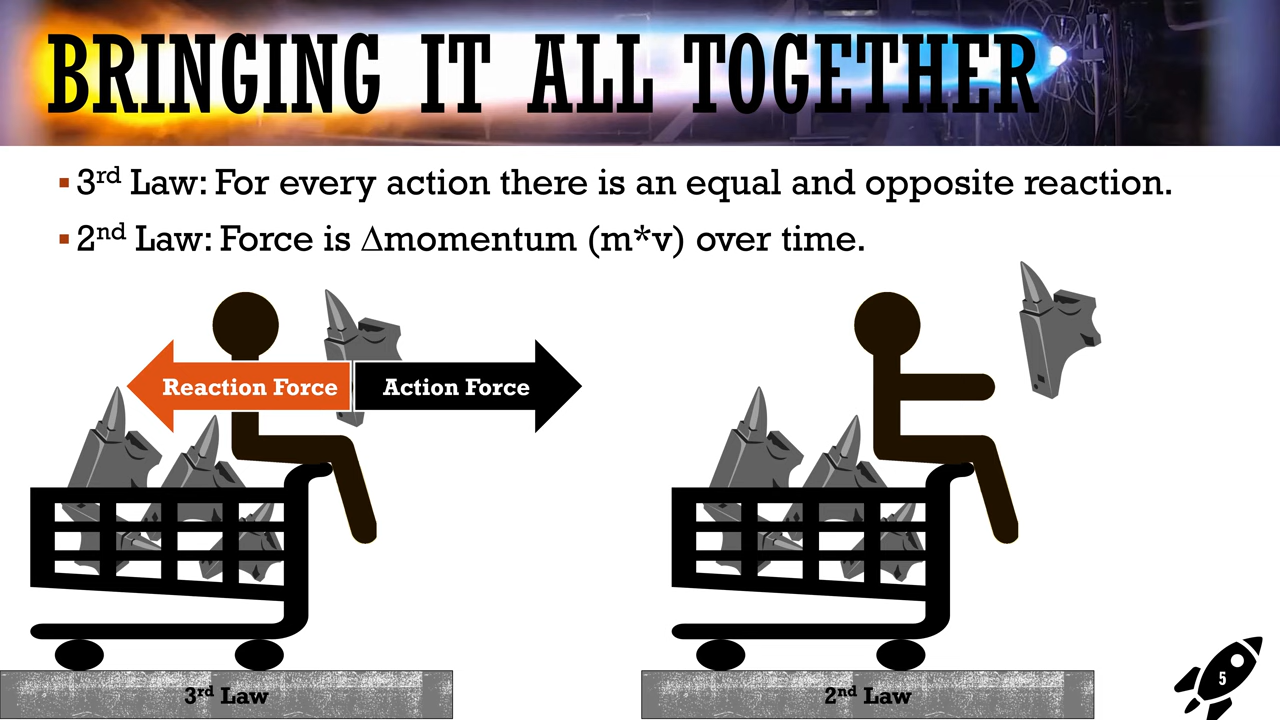 BRINGING IT ALL TOGETHER
▪ 3rd Law: For every action there is an equal and opposite reaction.
▪ 2nd Law: Force is Δmomentum (m*v) over time.
Reaction Force
Action Force
3rd Law
2nd Law
5